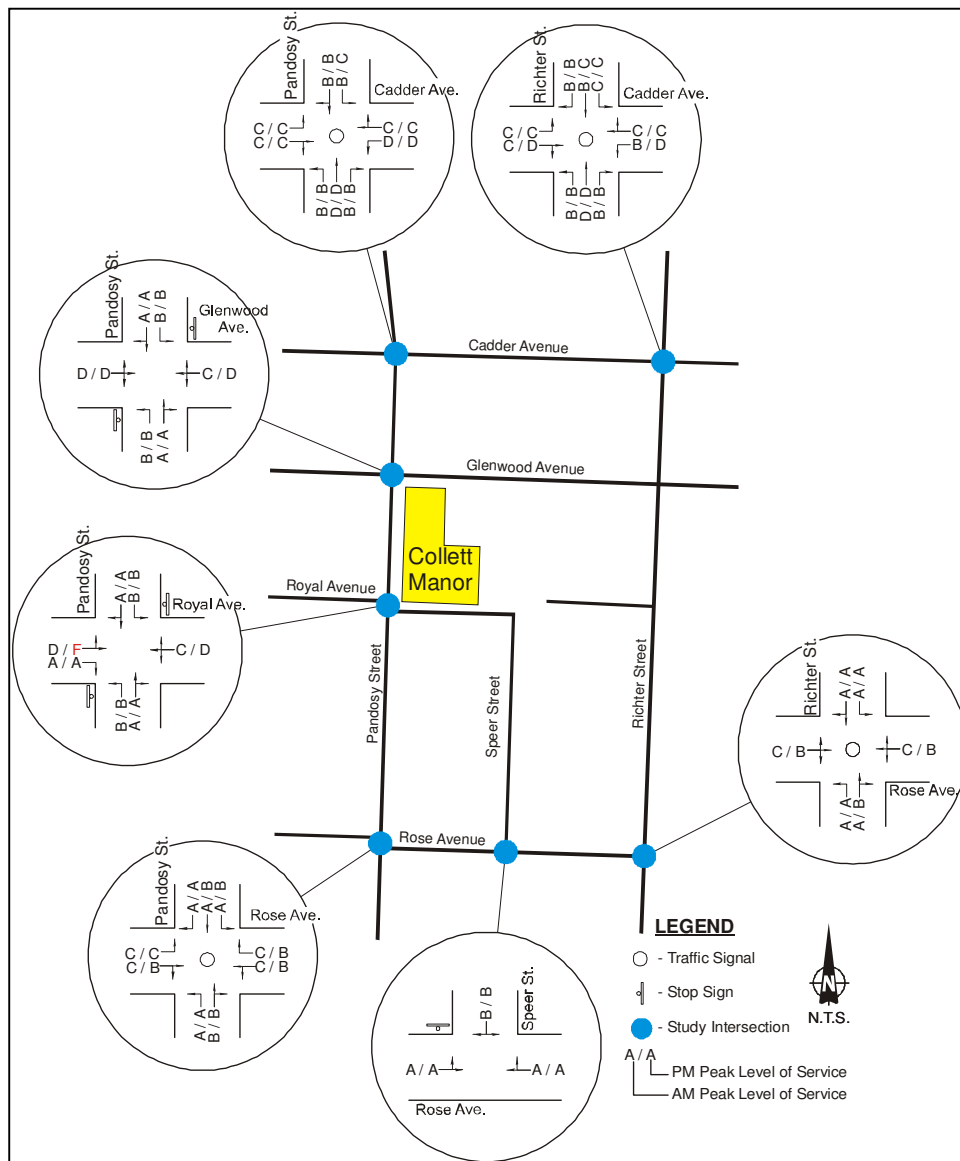 Pandosy St.
B / B
B / C
Cadder Ave.
C / C
C / C
C / C
D / D
B / B
D / D
B / B
Richter St.
B / B
B / C
C / C
Cadder Ave.
C / C
C / D
C / C
B / D
B / B
D / D
B / B
Pandosy St.
A / A
B / B
Glenwood
Ave.
D / D
C / D
B / B
A / A
Cadder Avenue
Glenwood Avenue
Collett
Manor
Royal Avenue
Pandosy St.
A / A
B / B
Royal Ave.
D / F
A / A
C / D
B / B
A / A
Pandosy Street
Speer Street
Richter Street
Richter St.
A / A
A / A
C / B
C / B
A / A
A / B
Rose Ave.
Rose Avenue
Pandosy St.
A / A
A / B
A / B
Rose Ave.
C / C
C / B
C / B
C / B
A / A
B / B
B / B
Speer St.
A / A
A / A
Rose Ave.
LEGEND
- Traffic Signal
- Stop Sign
- Study Intersection
A / A
PM Peak Level of Service
AM Peak Level of Service
N
N.T.S.